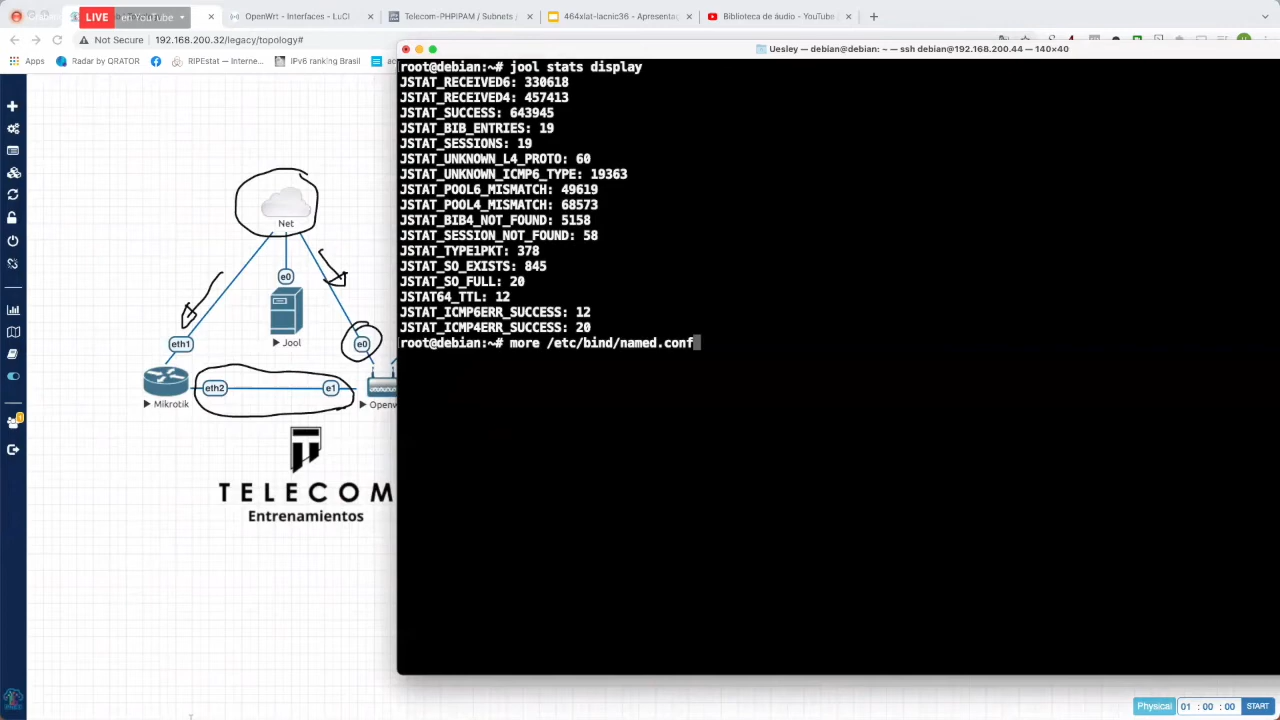 LIVE en YouTube
OpenWrt - Interfaces - LuCI
Telecom-PHPIPAM / Subnets
464xlat-lacnic36 - Apresentaç
Biblioteca de áudio - YouTube
Not Secure 192.168.200.32/legacy/topology#
Apps
Radar by QRATOR
RIPEstat — Interne...
IPv6 ranking Brasil
Uesley — debian@debian: ~ — ssh debian@192.168.200.44 — 140×40
root@debian:~# jool stats display
JSTAT_RECEIVED6: 330618
JSTAT_RECEIVED4: 457413
JSTAT_SUCCESS: 643945
JSTAT_BIB_ENTRIES: 19
JSTAT_SESSIONS: 19
JSTAT_UNKNOWN_L4_PROTO: 60
JSTAT_UNKNOWN_ICMP6_TYPE: 19363
JSTAT_POOL6_MISMATCH: 49619
JSTAT_POOL4_MISMATCH: 68573
JSTAT_BIB4_NOT_FOUND: 5158
JSTAT_SESSION_NOT_FOUND: 58
JSTAT_TYPE1PKT: 378
JSTAT_SO_EXISTS: 845
JSTAT_SO_FULL: 20
JSTAT64_TTL: 12
JSTAT_ICMP6ERR_SUCCESS: 12
JSTAT_ICMP4ERR_SUCCESS: 20
root@debian:~# more /etc/bind/named.conf
Net
e0
Jool
eth1
e0
eth2
e1
Mikrotik
Openw
TELECOM
Entrenamientos
Physical 01 : 00 : 00 START